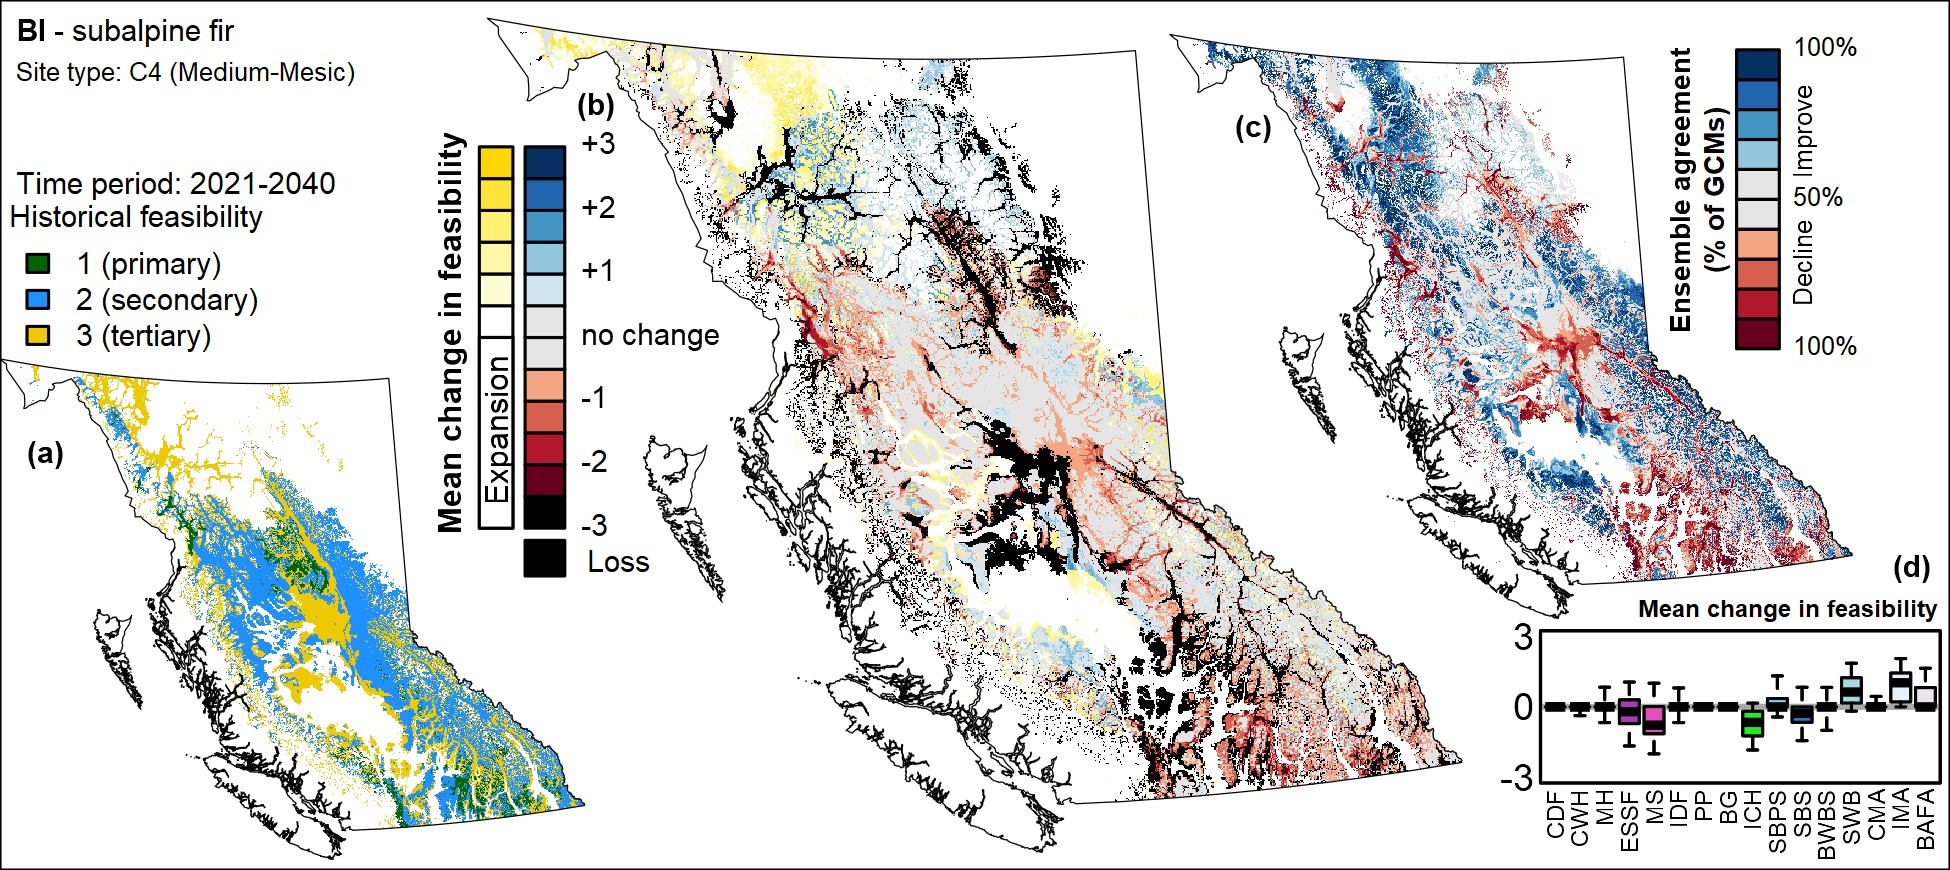 Bl - subalpine fir
Site type: C4 (Medium-Mesic)
Time period: 2021-2040
Historical feasibility
1 (primary)
2 (secondary)
3 (tertiary)
(a)
(b)
Mean change in feasibility
Expansion
+3
+2
+1
no change
-1
-2
-3
Loss
(c)
Ensemble agreement
(% of GCMs)
100%
Improve
50%
Decline
100%
(d)
Mean change in feasibility
3
0
-3
CDF
CWH
MH
ESSF
MS
IDF
PP
BG
ICH
SBPS
SBS
BWBS
SWB
CMA
IMA
BAFA